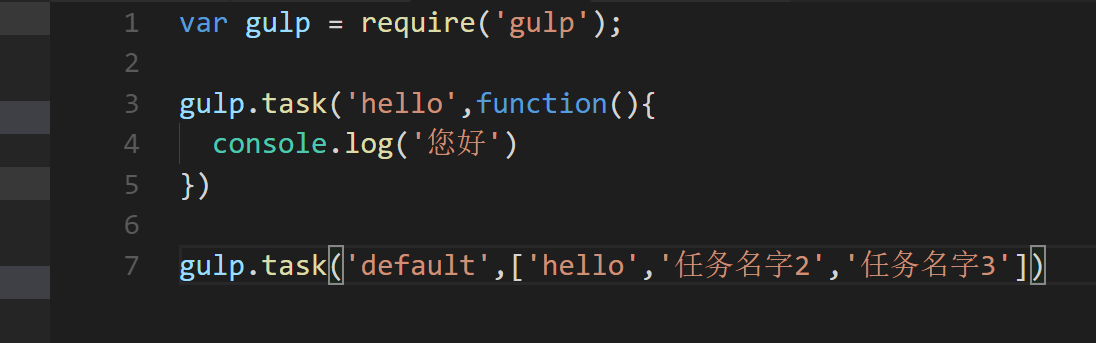 1 var gulp = require('gulp');
2
3 gulp.task('hello',function(){
4   console.log('您好')
5 })
6
7 gulp.task('default',['hello','任务名字2','任务名字3'])